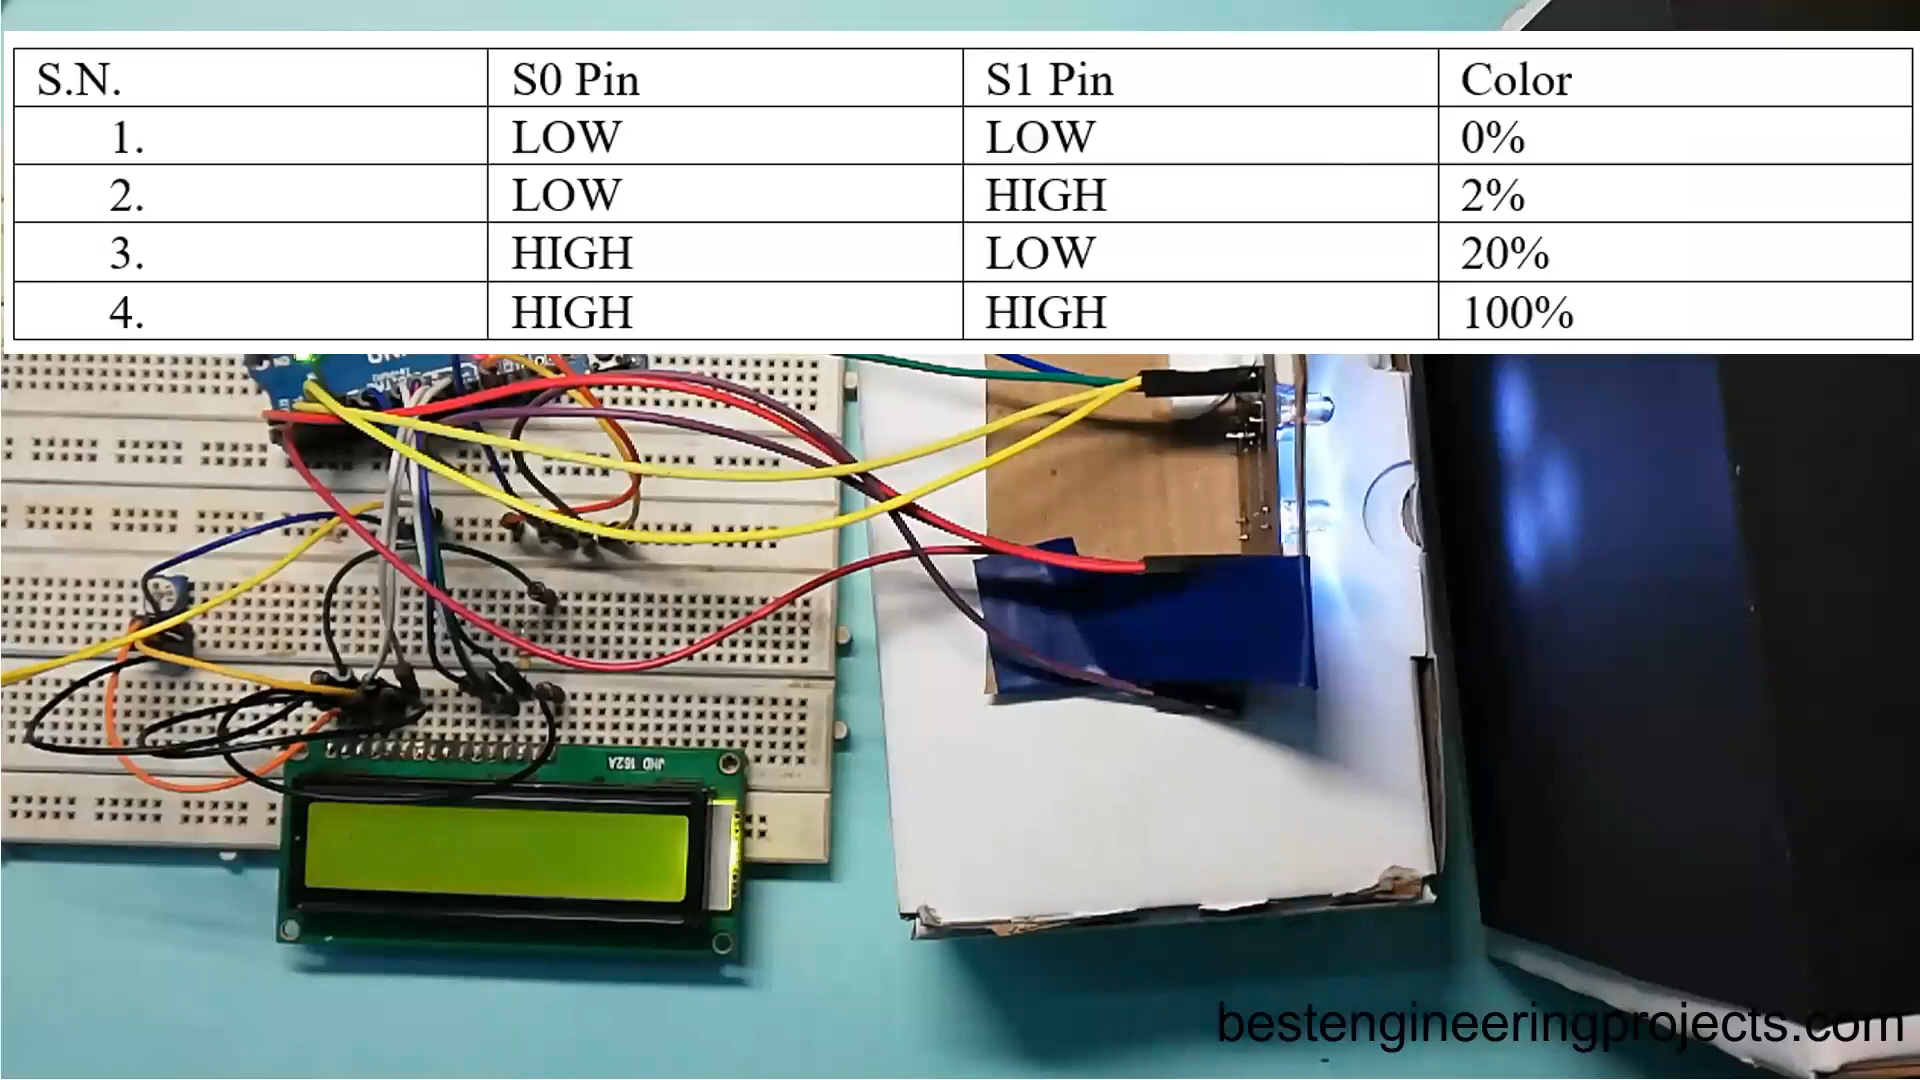 S.N. S0 Pin S1 Pin Color
1. LOW LOW 0%
2. LOW HIGH 2%
3. HIGH LOW 20%
4. HIGH HIGH 100%
JHD 162A
bestengineeringprojects.com